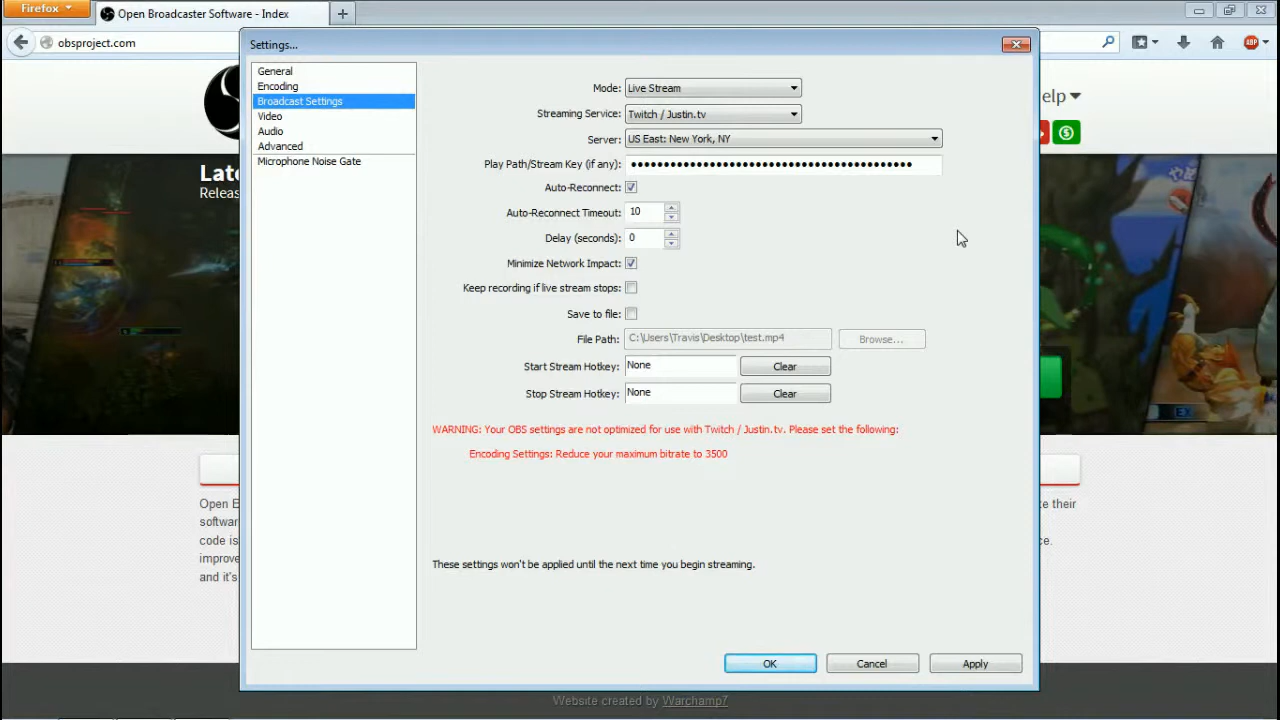 Firefox
Open Broadcaster Software - Index
obsproject.com
ABP
Settings...
General
Encoding
Broadcast Settings
Video
Audio
Advanced
Microphone Noise Gate
Mode: Live Stream
Streaming Service: Twitch / Justin.tv
Server: US East: New York, NY
Play Path/Stream Key (if any): ●●●●●●●●●●●●●●●●●●●●●●●●●●●●●●●●●●●●●●●●●●●●
Auto-Reconnect:
Auto-Reconnect Timeout: 10
Delay (seconds): 0
Minimize Network Impact:
Keep recording if live stream stops:
Save to file:
File Path: C:\Users\Travis\Desktop\test.mp4 Browse...
Start Stream Hotkey: None Clear
Stop Stream Hotkey: None Clear
WARNING: Your OBS settings are not optimized for use with Twitch / Justin.tv. Please set the following:
Encoding Settings: Reduce your maximum bitrate to 3500
These settings won't be applied until the next time you begin streaming.
OK Cancel Apply
elp
Late
Releas
EX
Open E
softwar
code is
improve
and it's
e their
ce.
Website created by Warchamp7